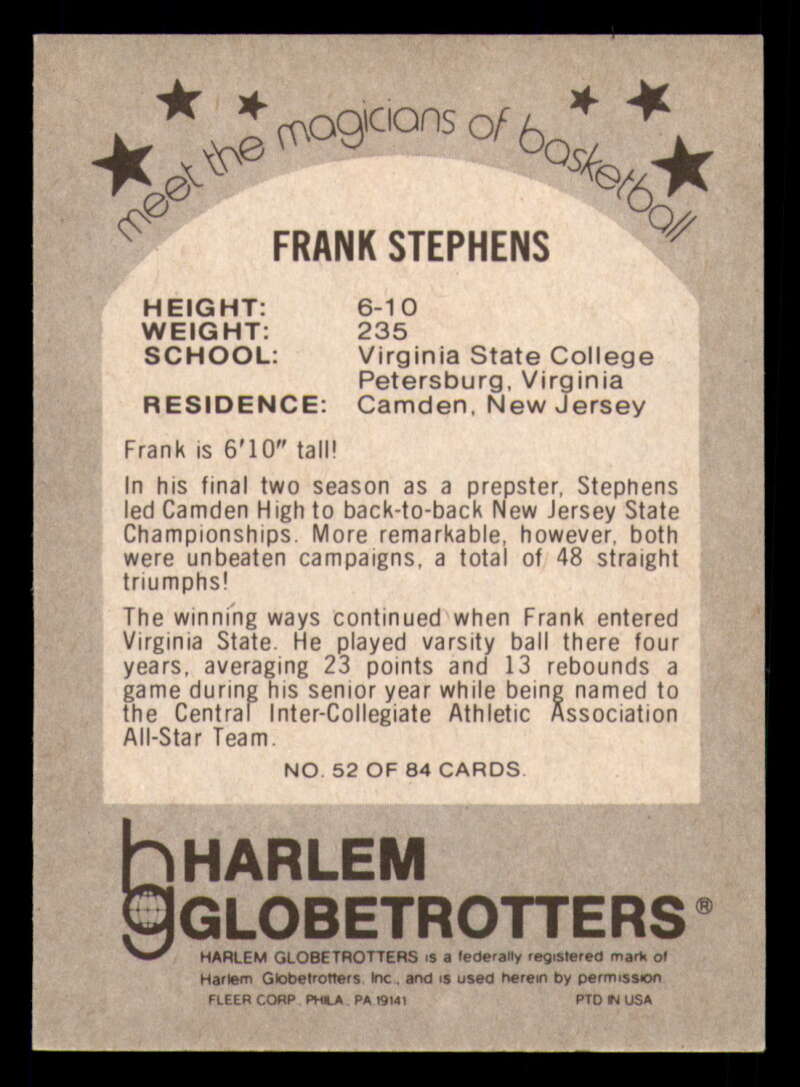 meet the magicians of basketball
FRANK STEPHENS
HEIGHT: 6-10
WEIGHT: 235
SCHOOL: Virginia State College
Petersburg, Virginia
RESIDENCE: Camden, New Jersey
Frank is 6'10" tall!
In his final two season as a prepster, Stephens
led Camden High to back-to-back New Jersey State
Championships. More remarkable, however, both
were unbeaten campaigns, a total of 48 straight
triumphs!
The winning ways continued when Frank entered
Virginia State. He played varsity ball there four
years, averaging 23 points and 13 rebounds a
game during his senior year while being named to
the Central Inter-Collegiate Athletic Association
All-Star Team.
NO. 52 OF 84 CARDS.
hg HARLEM
GLOBETROTTERS®
HARLEM GLOBETROTTERS is a federally registered mark of
Harlem Globetrotters, Inc., and is used herein by permission
FLEER CORP. PHILA. PA 19141 PTD IN USA